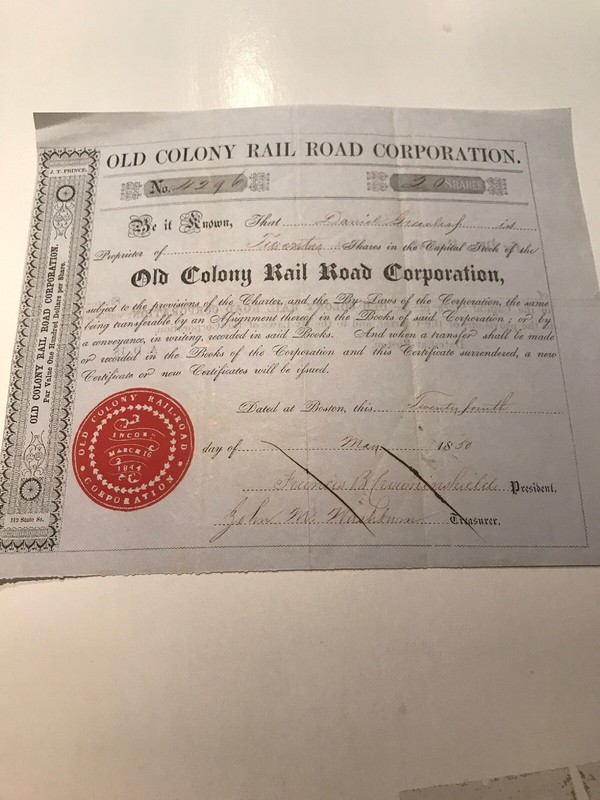 J. T. PRINCE.
OLD COLONY RAIL ROAD CORPORATION.
No. 4296
20 SHARES
Be it Known, That Daniel Greenleaf is
Proprietor of Twenty Shares in the Capital Stock of the
Old Colony Rail Road Corporation,
subject to the provisions of the Charter, and the By-Laws of the Corporation, the same
being transferable by an Assignment thereof in the Books of said Corporation; or by
a conveyance, in writing, recorded in said Books. And when a transfer shall be made
or recorded in the Books of the Corporation and this Certificate surrendered, a new
Certificate or new Certificates will be issued.
Dated at Boston, this Twenty fourth
day of May 1850
Francis B. Crowninshield President.
John M. Washburn Treasurer.
OLD COLONY RAIL ROAD CORPORATION.
Par Value One Hundred Dollars per Share.
OLD COLONY RAIL-ROAD
CORPORATION
INCORP.
MARCH 16
1844
112 State St.